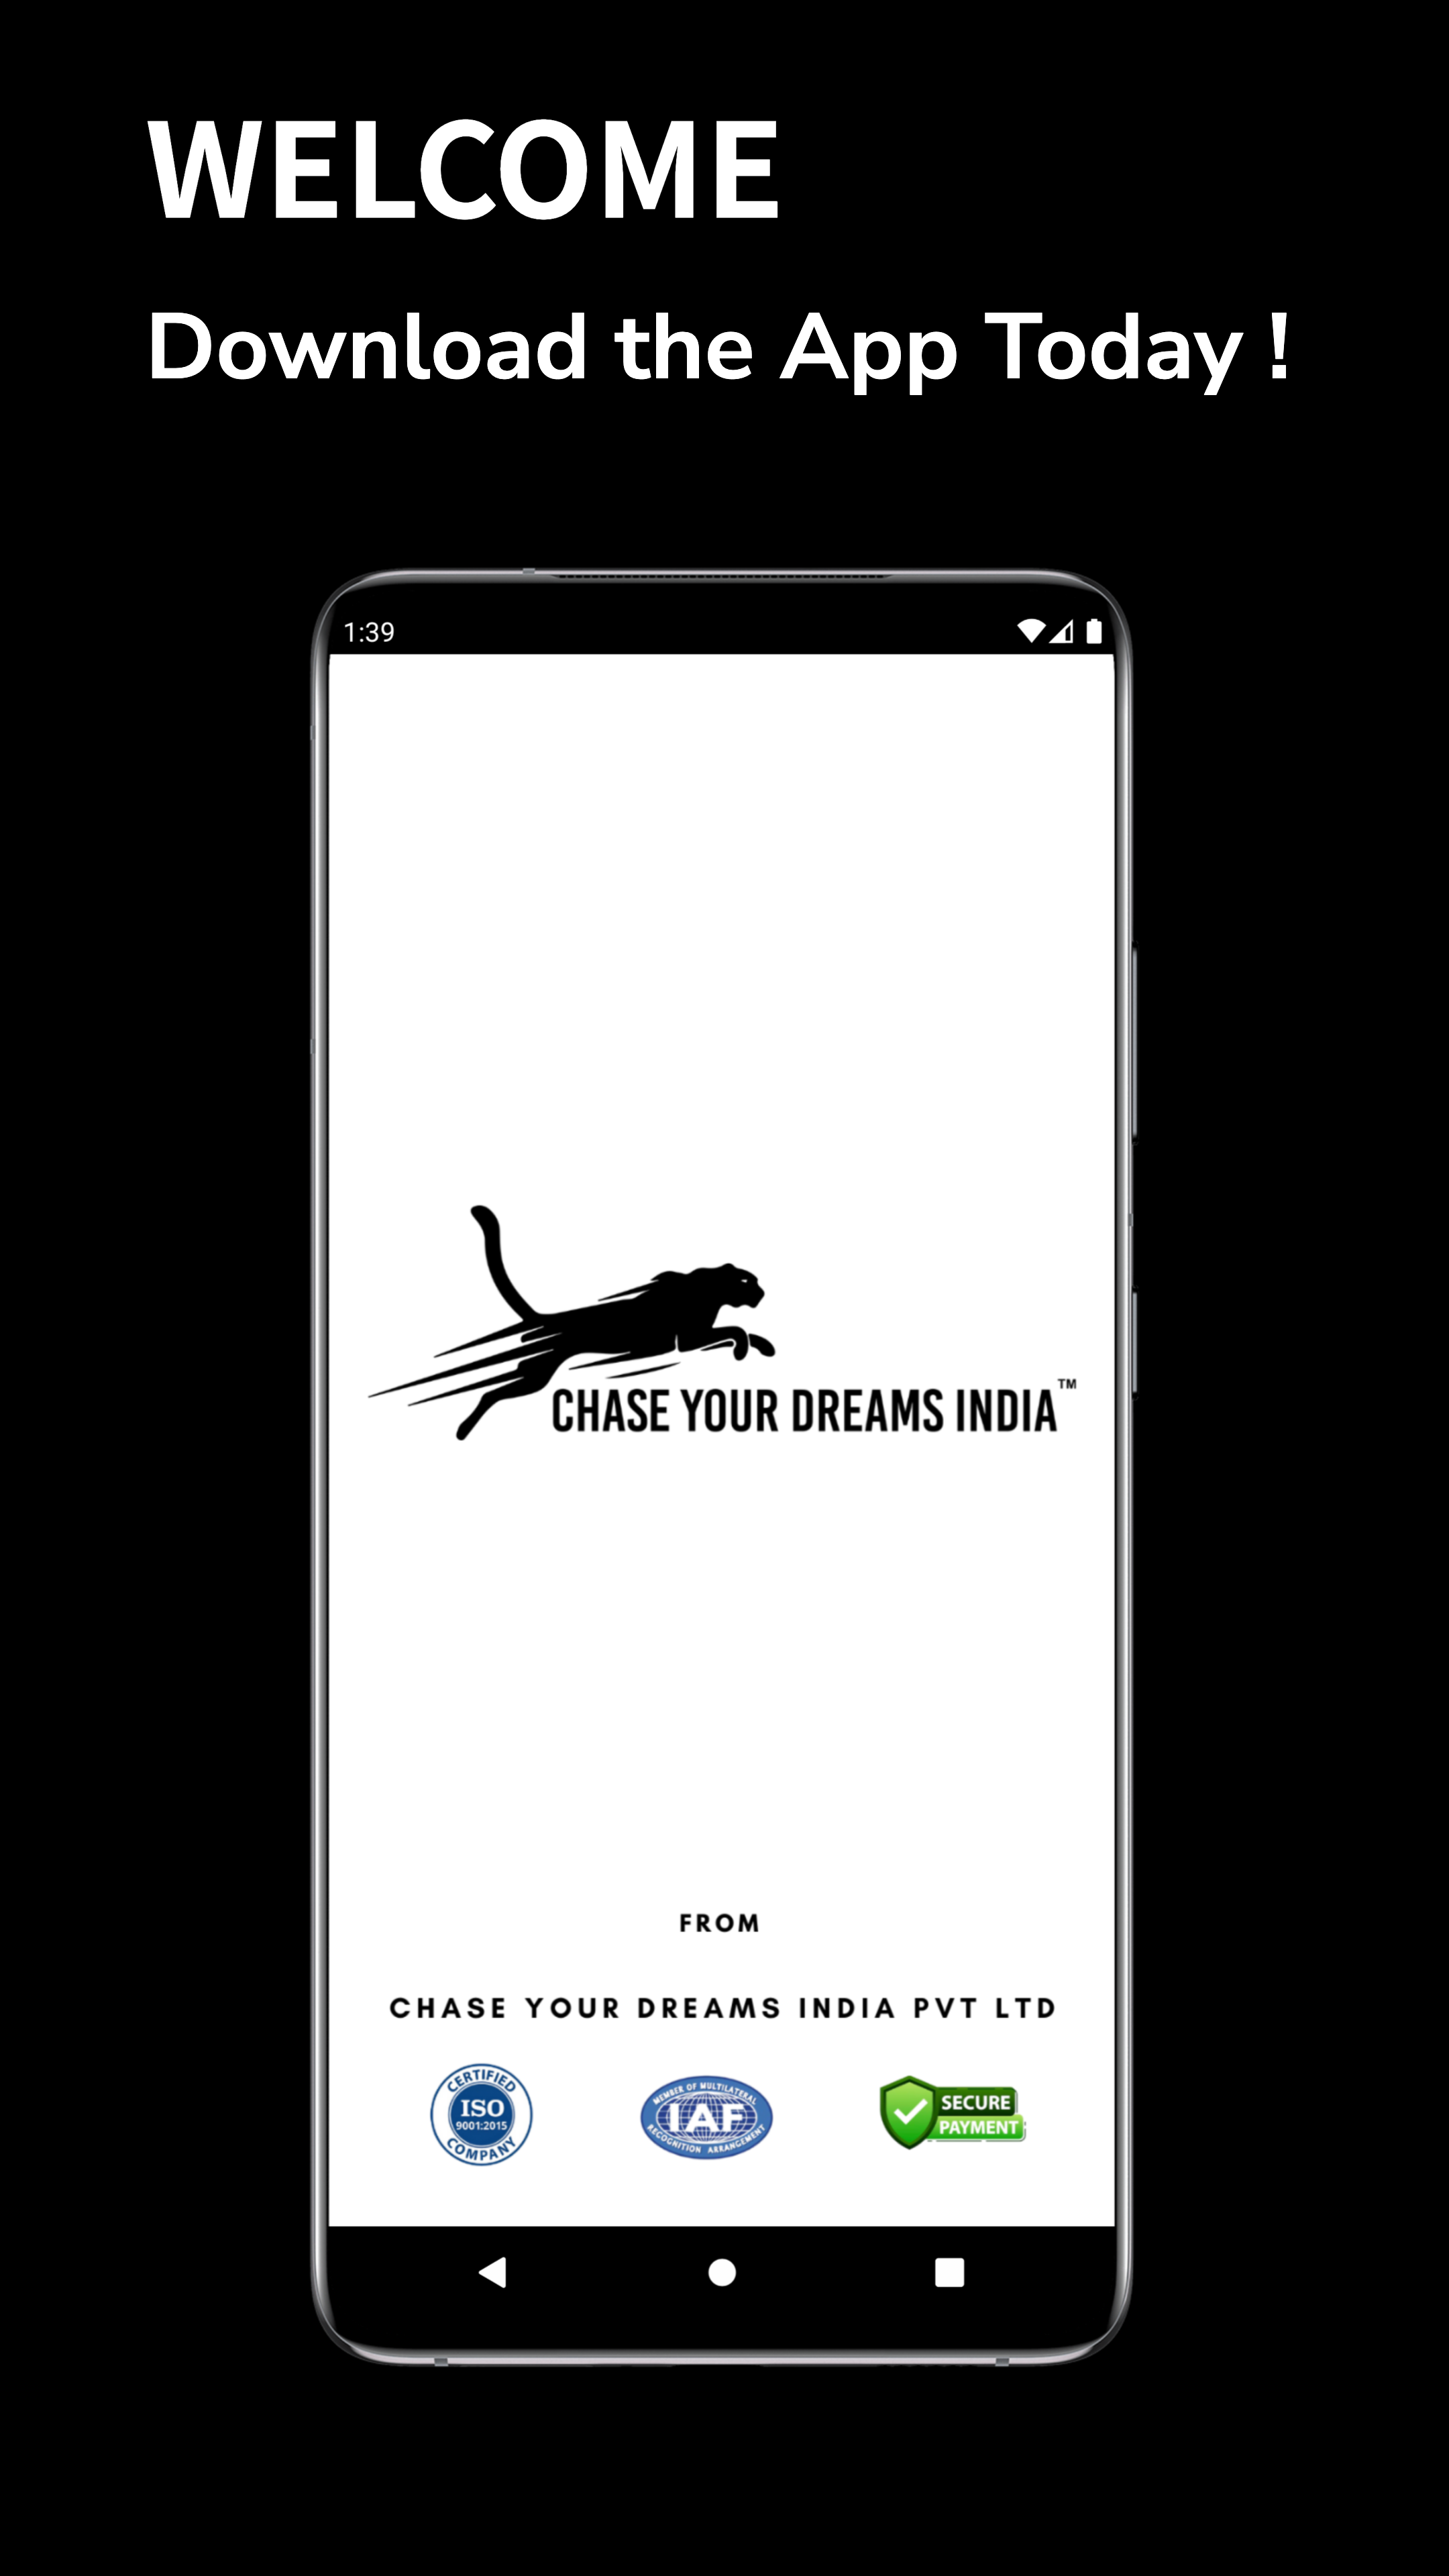 WELCOME
Download the App Today !
1:39
CHASE YOUR DREAMS INDIA™
FROM
CHASE YOUR DREAMS INDIA PVT LTD
CERTIFIED
ISO
9001:2015
COMPANY
MEMBER OF MULTILATERAL
IAF
RECOGNITION ARRANGEMENT
SECURE
PAYMENT